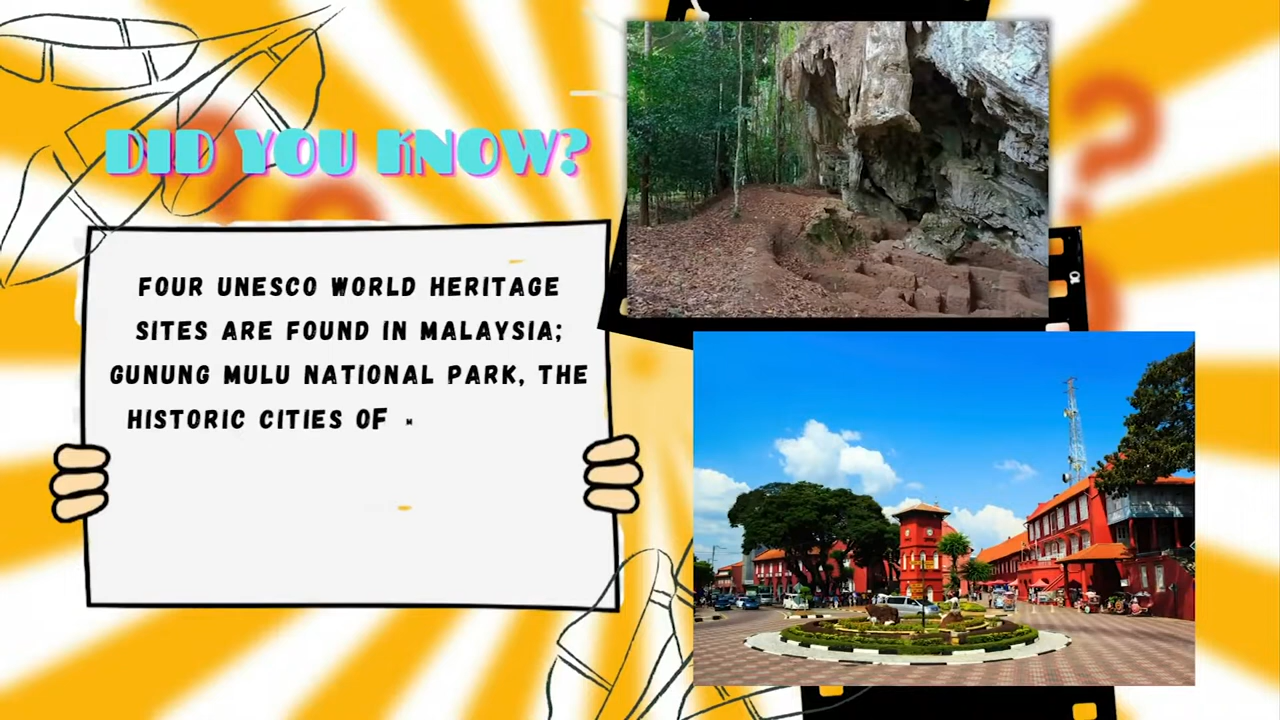 DID YOU KNOW?
FOUR UNESCO WORLD HERITAGE
SITES ARE FOUND IN MALAYSIA;
GUNUNG MULU NATIONAL PARK, THE
HISTORIC CITIES OF M